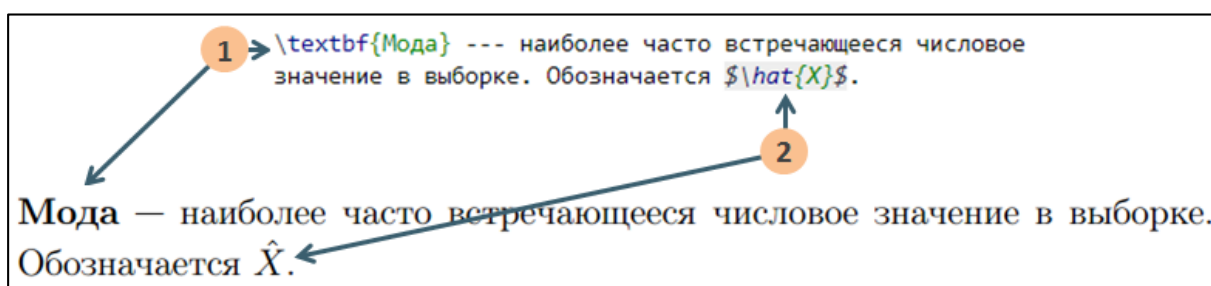 1
\textbf{Мода} --- наиболее часто встречающееся числовое
значение в выборке. Обозначается $\hat{X}$.
2
Мода — наиболее часто встречающееся числовое значение в выборке.
Обозначается X̂.